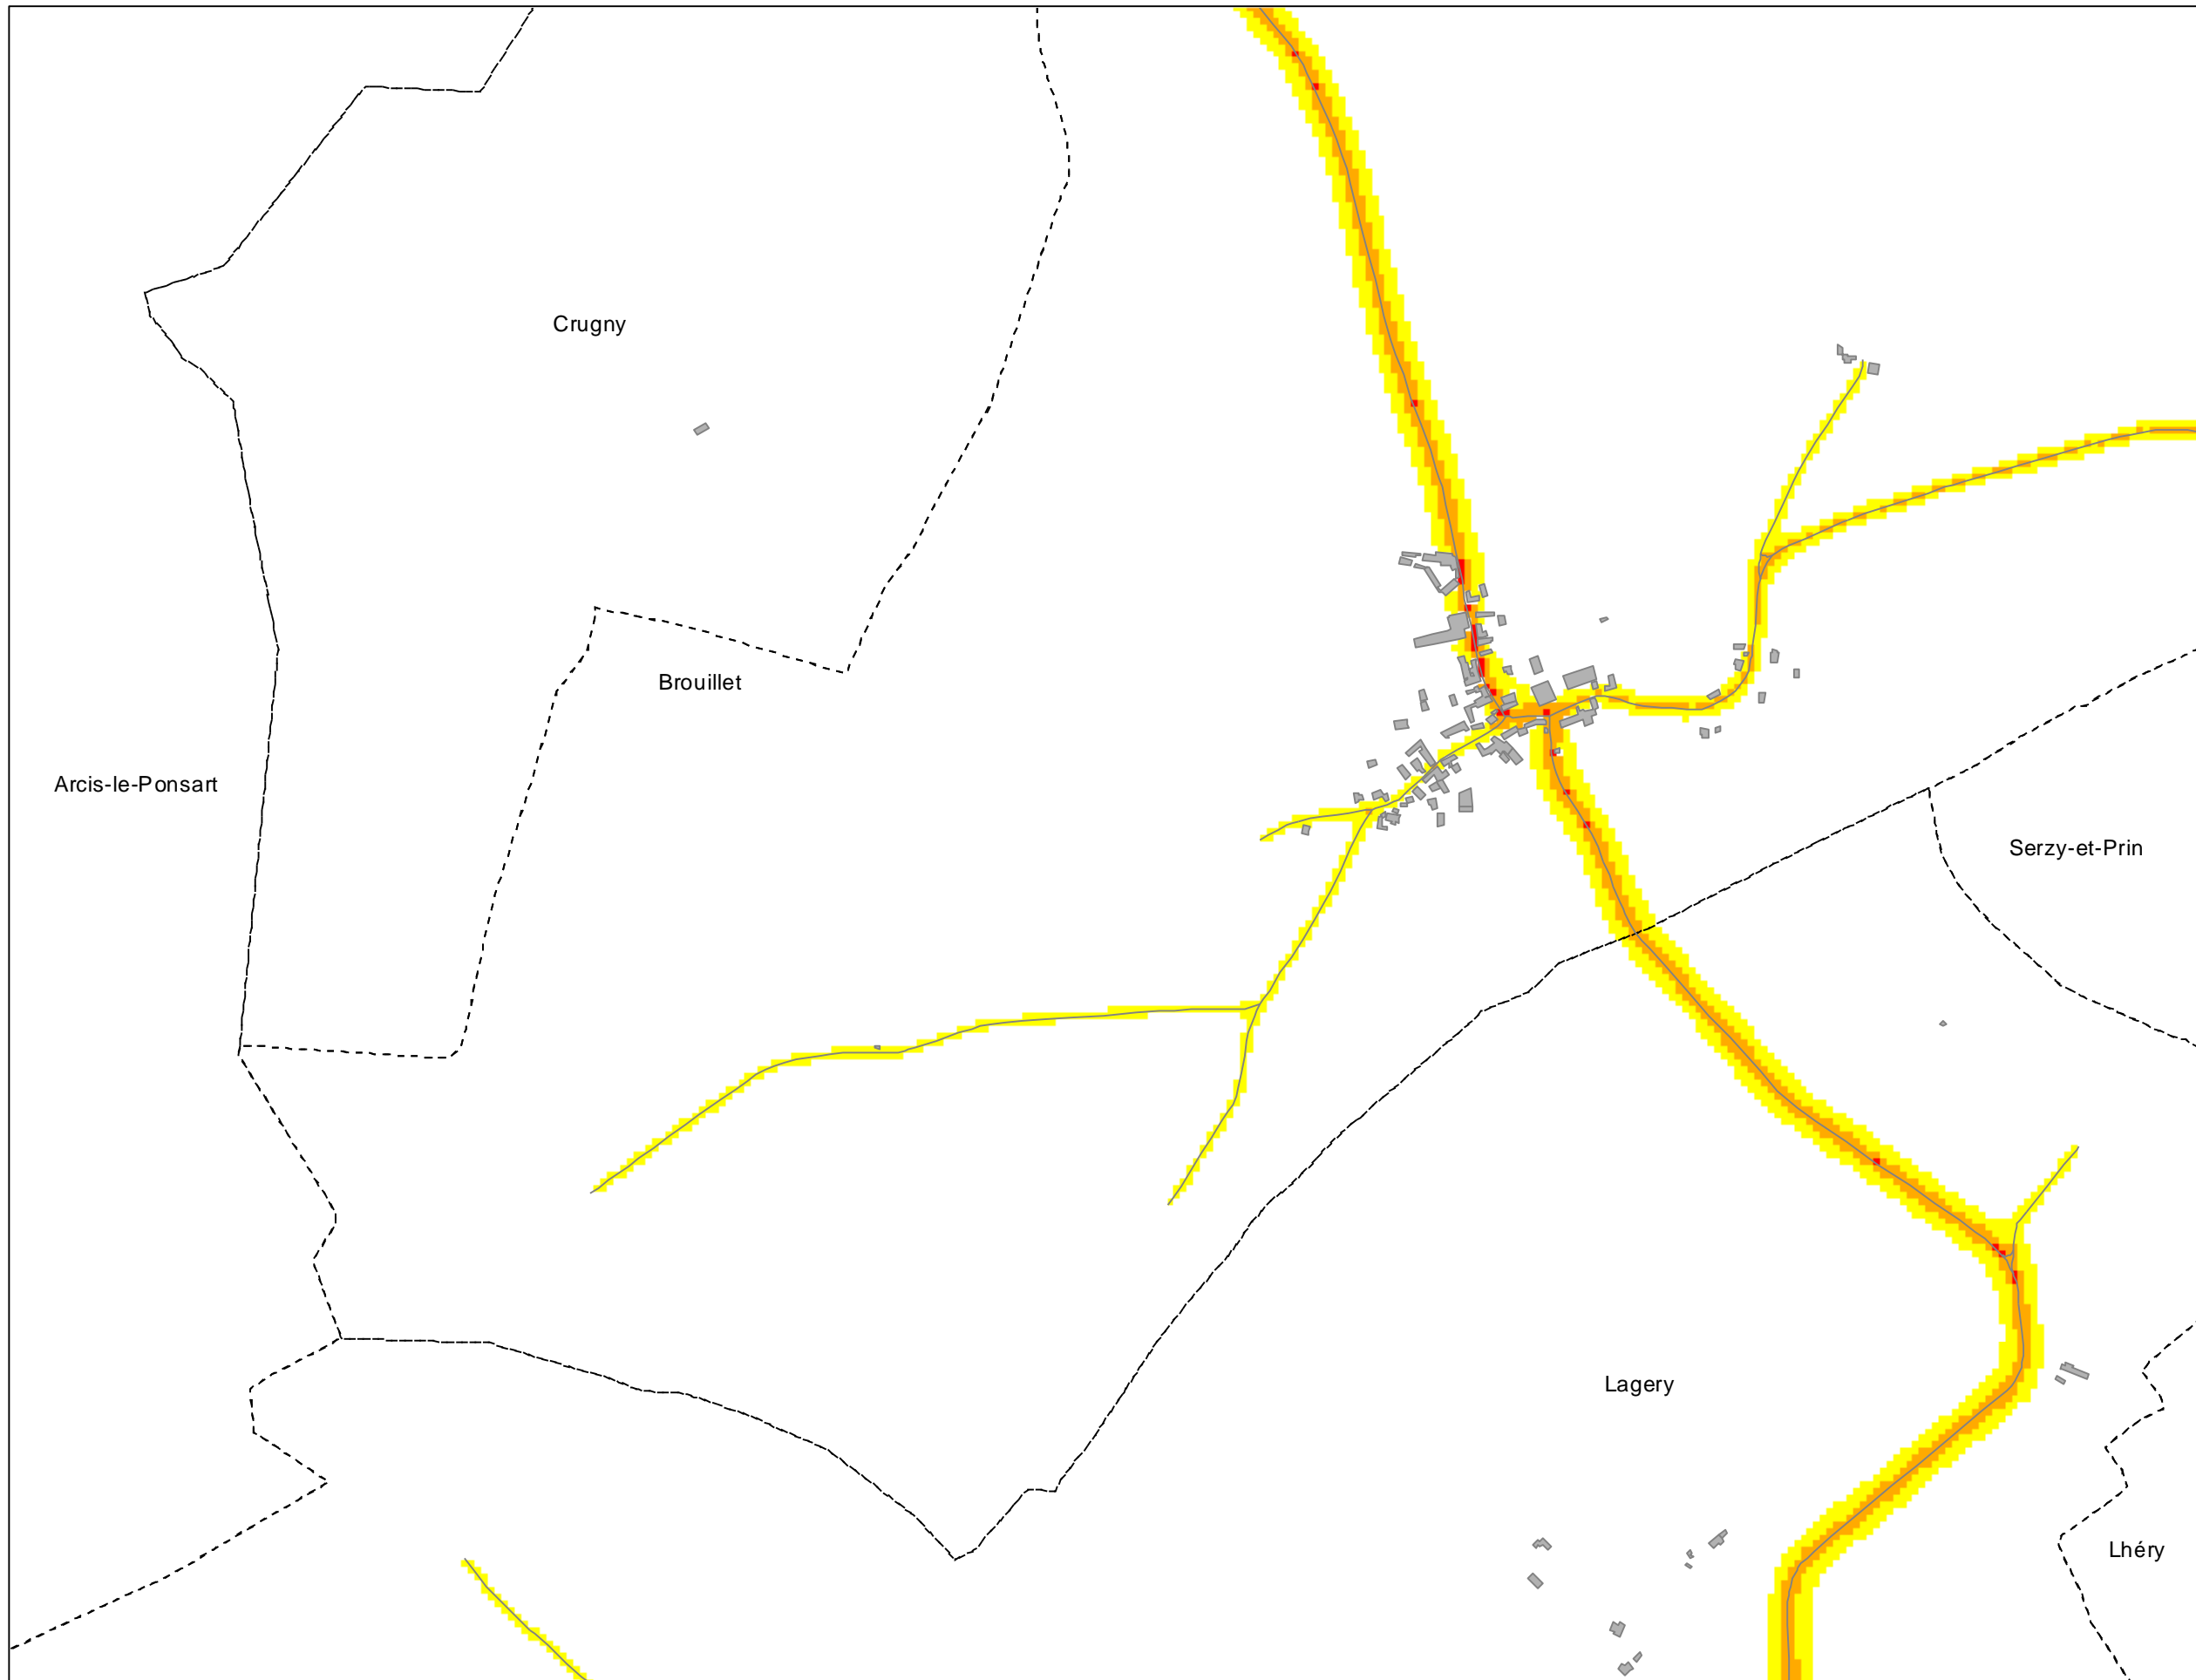 Crugny
Brouillet
Arcis-le-Ponsart
Serzy-et-Prin
Lagery
Lhéry